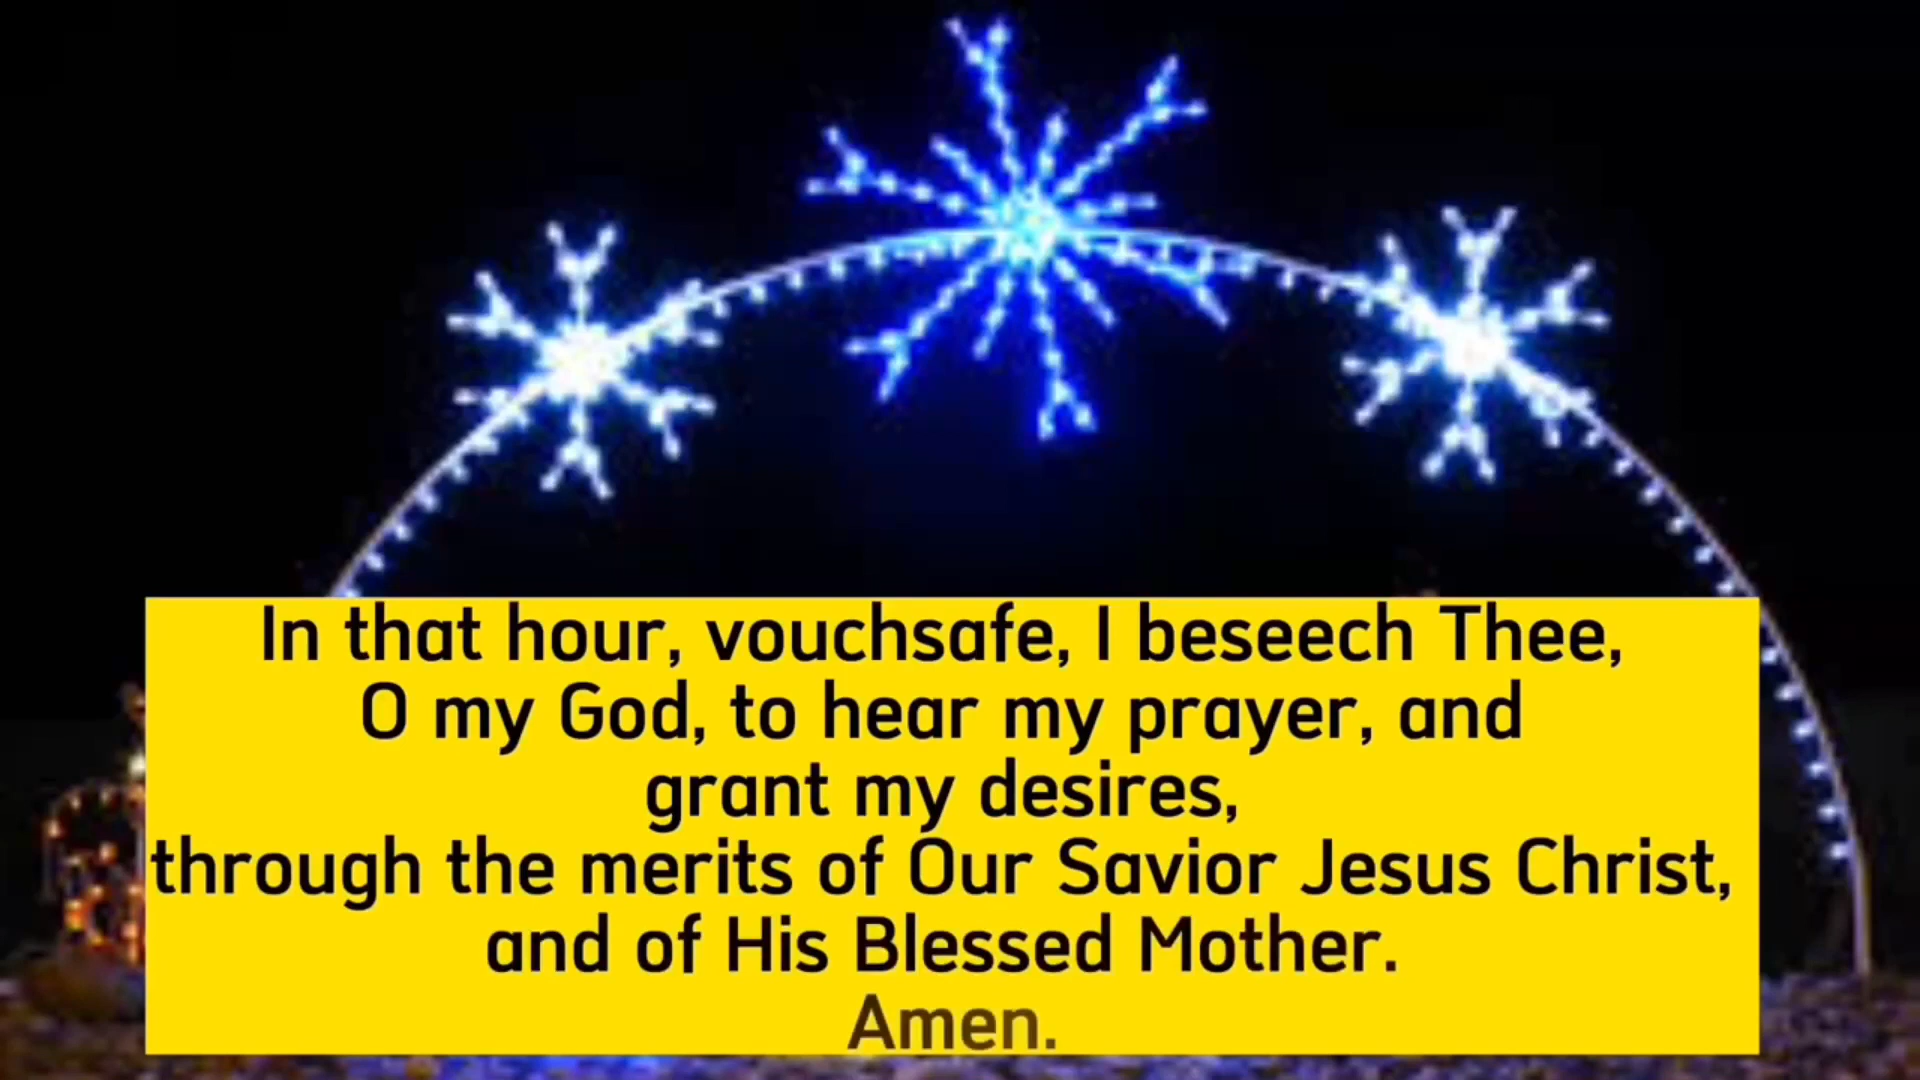 In that hour, vouchsafe, I beseech Thee,
O my God, to hear my prayer, and
grant my desires,
through the merits of Our Savior Jesus Christ,
and of His Blessed Mother.
Amen.